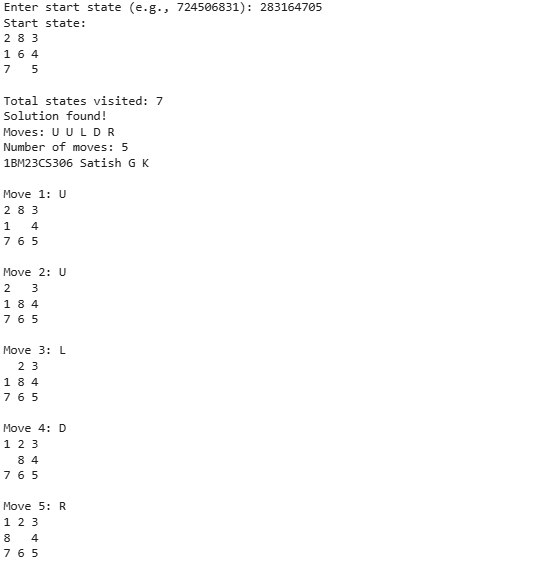 Enter start state (e.g., 724506831): 283164705
Start state:
2 8 3
1 6 4
7   5
Total states visited: 7
Solution found!
Moves: U U L D R
Number of moves: 5
1BM23CS306 Satish G K
Move 1: U
2 8 3
1   4
7 6 5
Move 2: U
2   3
1 8 4
7 6 5
Move 3: L
  2 3
1 8 4
7 6 5
Move 4: D
1 2 3
  8 4
7 6 5
Move 5: R
1 2 3
8   4
7 6 5